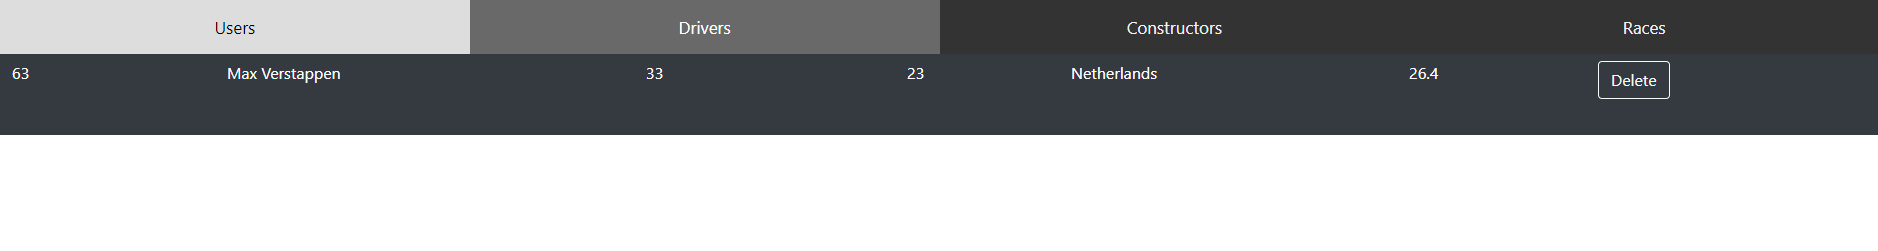 Users Drivers Constructors Races
63 Max Verstappen 33 23 Netherlands 26.4 Delete